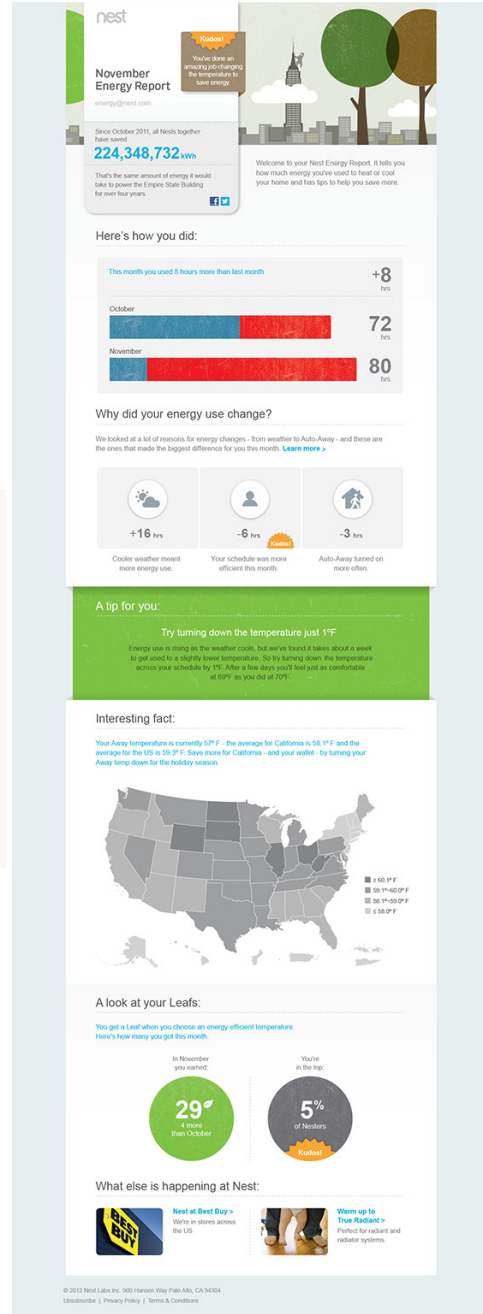 nest
Kudos!
You've done an
amazing job changing
the temperature to
save energy.
November
Energy Report
energy@nest.com
Since October 2011, all Nests together
have saved
224,348,732 kWh
That's the same amount of energy it would
take to power the Empire State Building
for over four years.
Welcome to your Nest Energy Report. It tells you
how much energy you've used to heat or cool
your home and has tips to help you save more.
Here's how you did:
This month you used 8 hours more than last month
+8
hrs
October
72
hrs
November
80
hrs
Why did your energy use change?
We looked at a lot of reasons for energy changes - from weather to Auto-Away - and these are
the ones that made the biggest difference for you this month. Learn more >
+16 hrs
-6 hrs
Kudos!
-3 hrs
Cooler weather meant
more energy use.
Your schedule was more
efficient this month.
Auto-Away turned on
more often.
A tip for you:
Try turning down the temperature just 1ºF
Energy use is rising as the weather cools, but we've found it takes about a week
to get used to a slightly lower temperature. So try turning down the temperature
across your schedule by 1ºF. After a few days you'll feel just as comfortable
at 69ºF as you did at 70ºF
Interesting fact:
Your Away temperature is currently 57º F - the average for California is 58.1º F and the
average for the US is 59.3º F. Save more for California - and your wallet - by turning your
Away temp down for the holiday season.
≥ 60.1º F
59.1º-60.0º F
58.1º-59.0º F
≤ 58.0º F
A look at your Leafs:
You get a Leaf when you choose an energy-efficient temperature.
Here's how many you got this month.
In November
you earned:
29
4 more
than October
You're
in the top:
5%
of Nesters
Kudos!
What else is happening at Nest:
BEST
BUY
Nest at Best Buy >
We're in stores across
the US
Warm up to
True Radiant >
Perfect for radiant and
radiator systems.
© 2012 Nest Labs Inc. 900 Hansen Way Palo Alto, CA 94304
Unsubscribe | Privacy Policy | Terms & Conditions